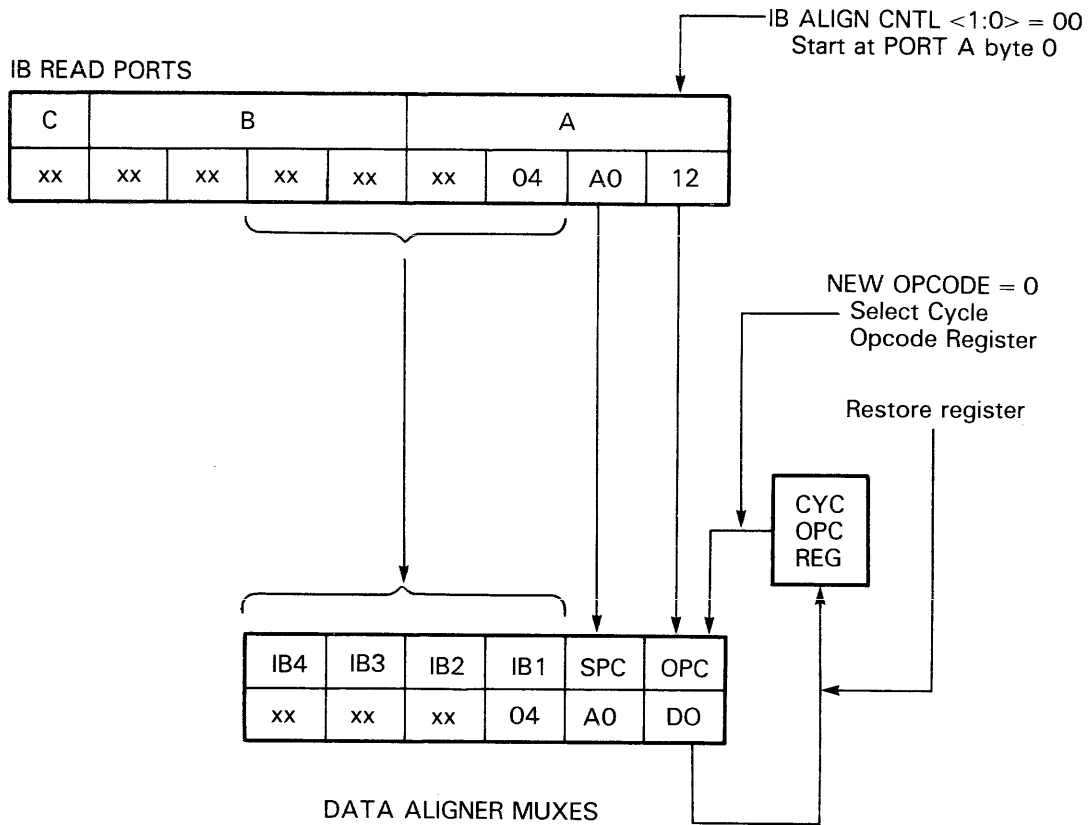 IB ALIGN CNTL <1:0> = 00
Start at PORT A byte 0
IB READ PORTS
C B A
xx xx xx xx xx xx 04 A0 12
NEW OPCODE = 0
Select Cycle
Opcode Register
Restore register
CYC
OPC
REG
IB4 IB3 IB2 IB1 SPC OPC
xx xx xx 04 A0 D0
DATA ALIGNER MUXES